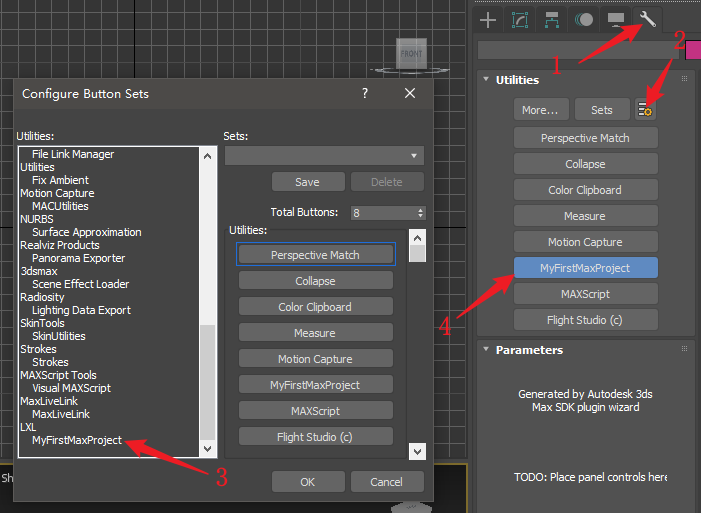 FRONT
1
2
Utilities
More...
Sets
Perspective Match
Collapse
Color Clipboard
Measure
Motion Capture
MyFirstMaxProject
MAXScript
Flight Studio (c)
4
Parameters
Generated by Autodesk 3ds
Max SDK plugin wizard
TODO: Place panel controls here
Configure Button Sets
?
Utilities:
File Link Manager
Utilities
Fix Ambient
Motion Capture
MACUtilities
NURBS
Surface Approximation
Realviz Products
Panorama Exporter
3dsmax
Scene Effect Loader
Radiosity
Lighting Data Export
SkinTools
SkinUtilities
Strokes
Strokes
MAXScript Tools
Visual MAXScript
MaxLiveLink
MaxLiveLink
LXL
MyFirstMaxProject
3
Sets:
Save
Delete
Total Buttons:
8
Utilities:
Perspective Match
Collapse
Color Clipboard
Measure
Motion Capture
MyFirstMaxProject
MAXScript
Flight Studio (c)
OK
Cancel
Sh